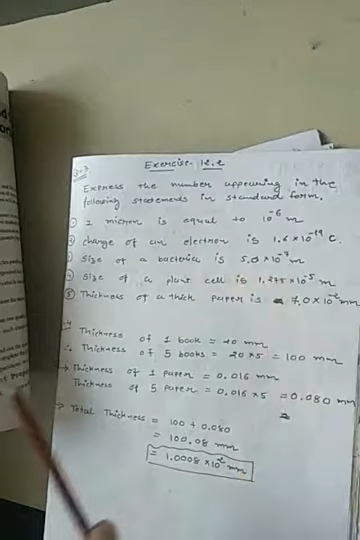 Exercise. 12.2
Q.3
Express the number appearing in the
following statements in standard form.
① 1 micron is equal to 10⁻⁶ m
② charge of an electron is 1.6×10⁻¹⁹ C.
Size of a bacteria is 5.0×10⁻⁷ m
④ Size of a plant cell is 1.275×10⁻⁵ m
⑤ Thickness of a thick paper is 7.0×10⁻² mm
Thickness of 1 book = 20 mm
∴ Thickness of 5 books = 20×5 = 100 mm
→ Thickness of 1 paper = 0.016 mm
Thickness of 5 paper = 0.016×5 = 0.080 mm
→ Total Thickness = 100 + 0.080
= 100.08 mm
= 1.0008×10² mm